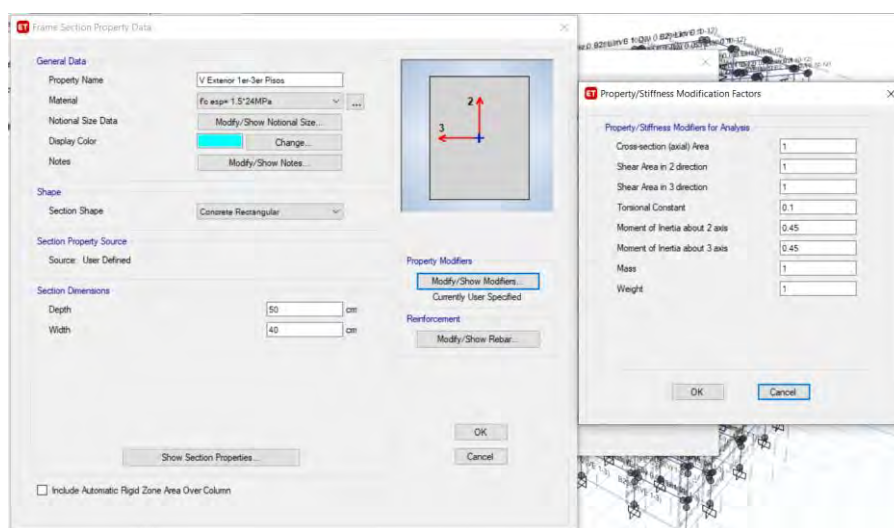 ET Frame Section Property Data
General Data
Property Name V Exterior 1er-3er Pisos
Material f'c esp= 1.5*24MPa ...
Notional Size Data Modify/Show Notional Size...
Display Color Change...
Notes Modify/Show Notes...
Shape
Section Shape Concrete Rectangular
Section Property Source
Source: User Defined
Section Dimensions
Depth 50 cm
Width 40 cm
2
3
Property Modifiers
Modify/Show Modifiers...
Currently User Specified
Reinforcement
Modify/Show Rebar...
OK
Show Section Properties...
Cancel
Include Automatic Rigid Zone Area Over Column
ET Property/Stiffness Modification Factors
Property/Stiffness Modifiers for Analysis
Cross-section (axial) Area 1
Shear Area in 2 direction 1
Shear Area in 3 direction 1
Torsional Constant 0.1
Moment of Inertia about 2 axis 0.45
Moment of Inertia about 3 axis 0.45
Mass 1
Weight 1
OK Cancel